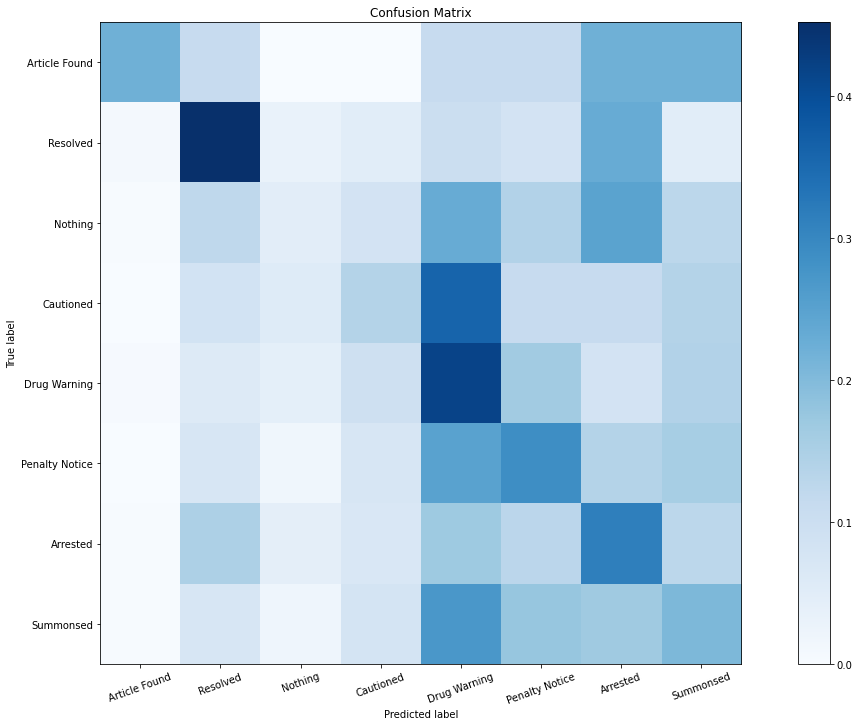 Confusion Matrix
True label
Article Found
Resolved
Nothing
Cautioned
Drug Warning
Penalty Notice
Arrested
Summonsed
Article Found
Resolved
Nothing
Cautioned
Drug Warning
Penalty Notice
Arrested
Summonsed
Predicted label
0.4
0.3
0.2
0.1
0.0